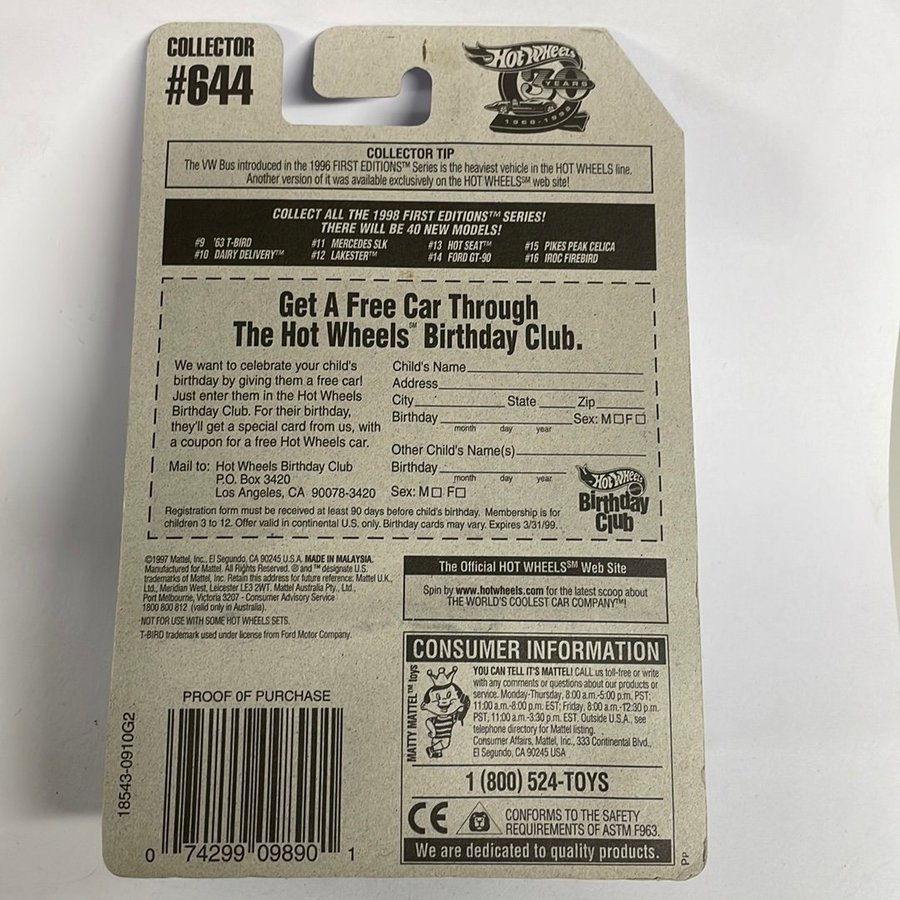 COLLECTOR
#644
HOT WHEELS
30 YEARS
1968-1998
COLLECTOR TIP
The VW Bus introduced in the 1996 FIRST EDITIONS™ Series is the heaviest vehicle in the HOT WHEELS line.
Another version of it was available exclusively on the HOT WHEELS℠ web site!
COLLECT ALL THE 1998 FIRST EDITIONS™ SERIES!
THERE WILL BE 40 NEW MODELS!
#9 '63 T-BIRD #11 MERCEDES SLK #13 HOT SEAT™ #15 PIKES PEAK CELICA
#10 DAIRY DELIVERY™ #12 LAKESTER™ #14 FORD GT-90 #16 IROC FIREBIRD
Get A Free Car Through
The Hot Wheels℠ Birthday Club.
We want to celebrate your child's
birthday by giving them a free car!
Just enter them in the Hot Wheels
Birthday Club. For their birthday,
they'll get a special card from us, with
a coupon for a free Hot Wheels car.
Mail to: Hot Wheels Birthday Club
P.O. Box 3420
Los Angeles, CA 90078-3420
Child's Name
Address
City State Zip
Birthday Sex: M☐F☐
month day year
Other Child's Name(s)
Birthday
month day year
Sex: M☐ F☐
Hot Wheels
Birthday
Club
Registration form must be received at least 90 days before child's birthday. Membership is for
children 3 to 12. Offer valid in continental U.S. only. Birthday cards may vary. Expires 3/31/99.
©1997 Mattel, Inc., El Segundo, CA 90245 U.S.A. MADE IN MALAYSIA.
Manufactured for Mattel. All Rights Reserved. ® and ™ designate U.S.
trademarks of Mattel, Inc. Retain this address for future reference: Mattel U.K.,
Ltd., Meridian West, Leicester LE3 2WT. Mattel Australia Pty., Ltd.,
Port Melbourne, Victoria 3207 - Consumer Advisory Service
1800 800 812 (valid only in Australia).
NOT FOR USE WITH SOME HOT WHEELS SETS.
T-BIRD trademark used under license from Ford Motor Company.
The Official HOT WHEELS℠ Web Site
Spin by www.hotwheels.com for the latest scoop about
THE WORLD'S COOLEST CAR COMPANY™!
CONSUMER INFORMATION
MATTY MATTEL™ toys
YOU CAN TELL IT'S MATTEL! CALL us toll-free or write
with any comments or questions about our products or
service. Monday-Thursday, 8:00 a.m.-5:00 p.m. PST;
11:00 a.m.-8:00 p.m. EST; Friday, 8:00 a.m.-12:30 p.m.
PST, 11:00 a.m.-3:30 p.m. EST. Outside U.S.A., see
telephone directory for Mattel listing.
Consumer Affairs, Mattel, Inc., 333 Continental Blvd.,
El Segundo, CA 90245 USA
1 (800) 524-TOYS
CE CONFORMS TO THE SAFETY
REQUIREMENTS OF ASTM F963.
We are dedicated to quality products.
PP
PROOF OF PURCHASE
18543-0910G2
0 74299 09890 1